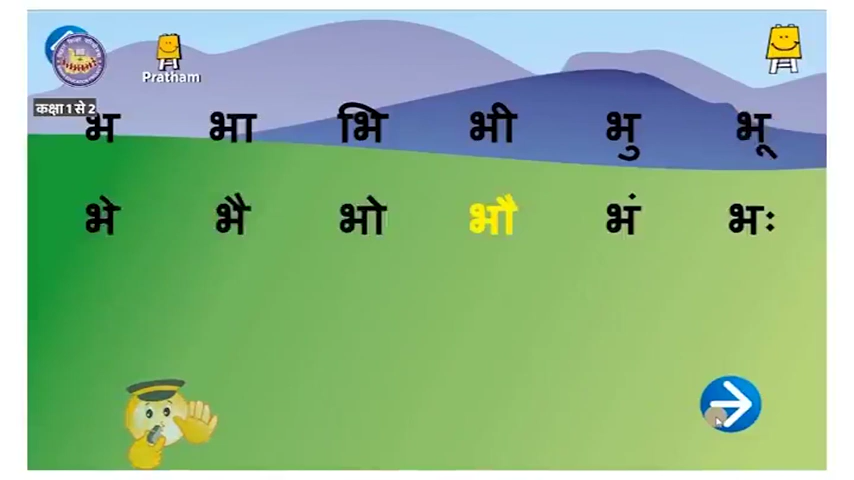 Pratham
कक्षा 1 से 2
भ भा भि भी भु भू
भे भै भो भौ भं भः